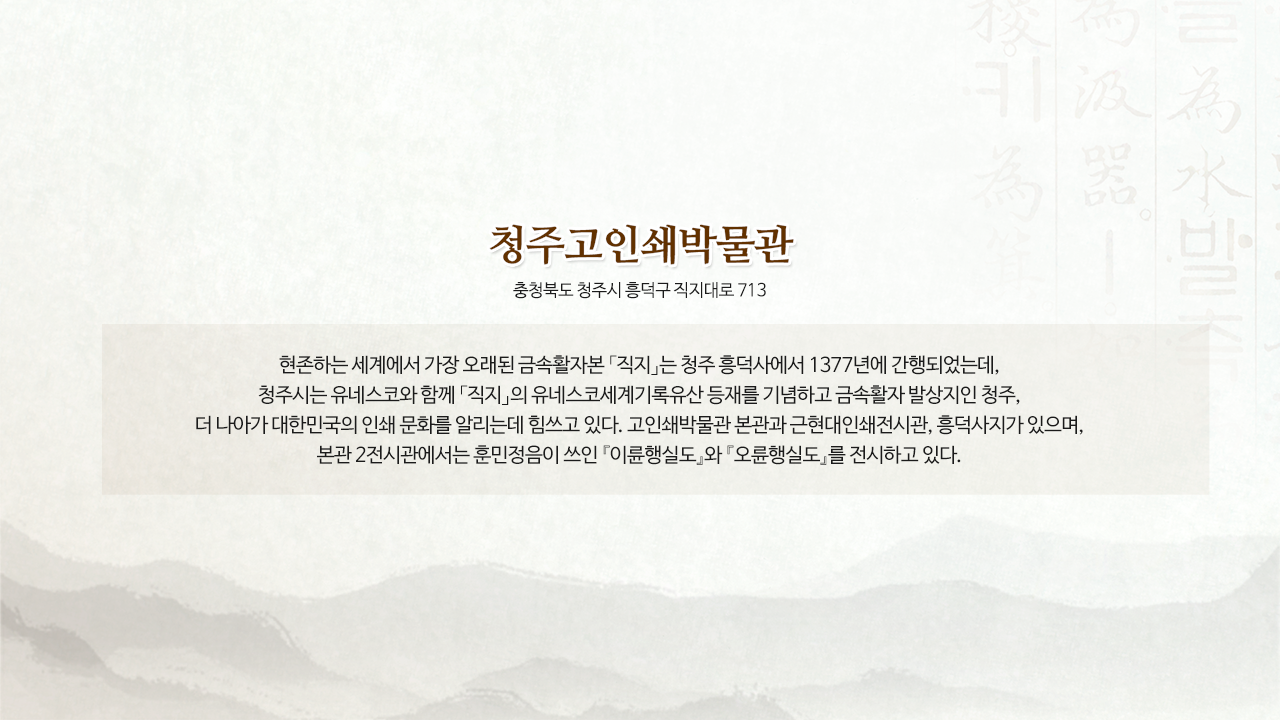 청주고인쇄박물관
충청북도 청주시 흥덕구 직지대로 713
현존하는 세계에서 가장 오래된 금속활자본 「직지」는 청주 흥덕사에서 1377년에 간행되었는데,
청주시는 유네스코와 함께 「직지」의 유네스코세계기록유산 등재를 기념하고 금속활자 발상지인 청주,
더 나아가 대한민국의 인쇄 문화를 알리는데 힘쓰고 있다. 고인쇄박물관 본관과 근현대인쇄전시관, 흥덕사지가 있으며,
본관 2전시관에서는 훈민정음이 쓰인 『이륜행실도』와 『오륜행실도』를 전시하고 있다.
為水발측
為汲器。ㅣ
키為